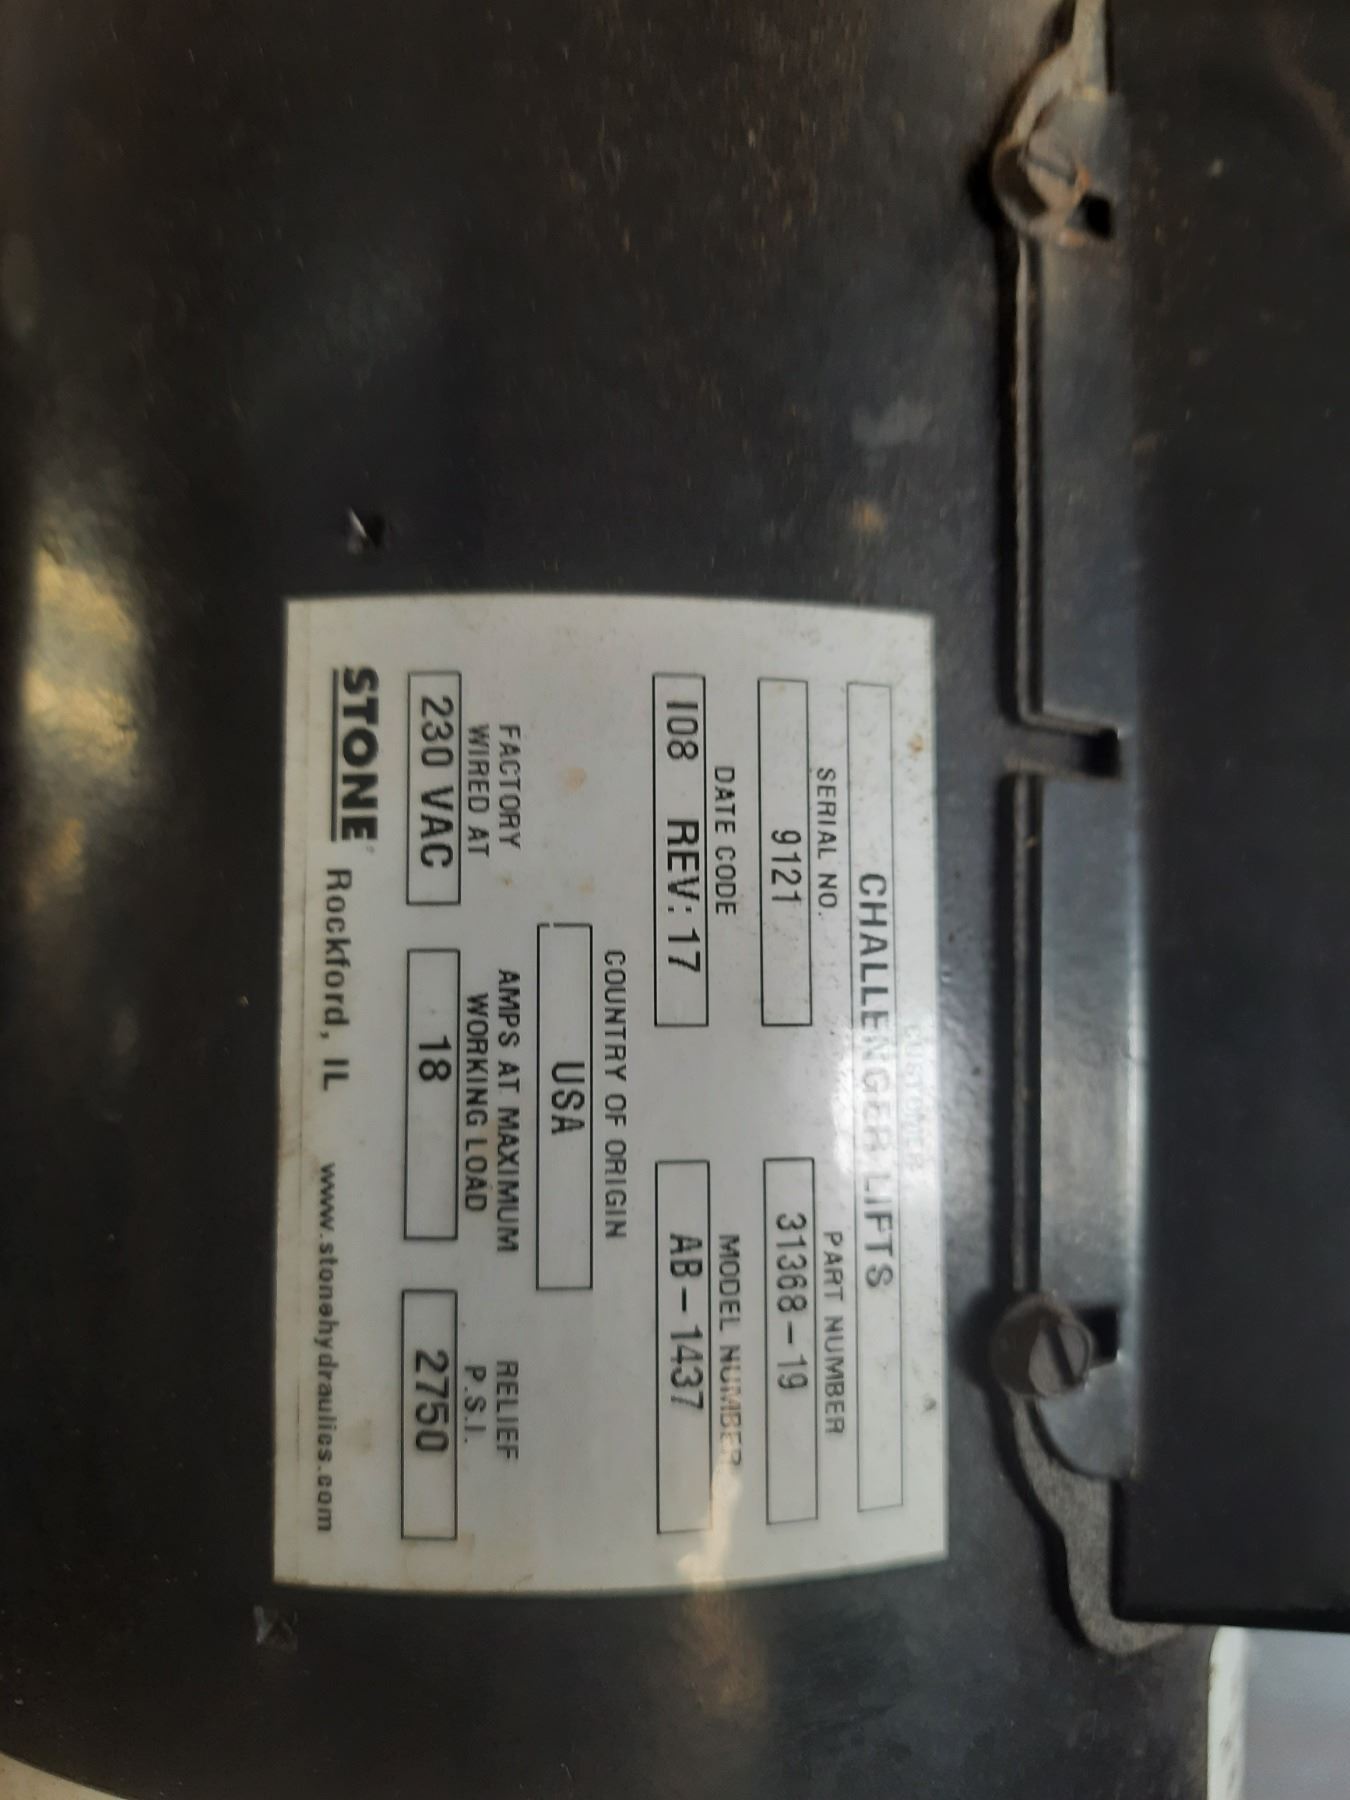 CUSTOMER
CHALLENGER LIFTS
SERIAL NO. PART NUMBER
9121 31368-19
DATE CODE MODEL NUMBER
I08 REV:17 AB-1437
COUNTRY OF ORIGIN
USA
FACTORY WIRED AT
AMPS AT MAXIMUM WORKING LOAD
RELIEF P.S.I.
230 VAC 18 2750
STONE® Rockford, IL www.stonehydraulics.com